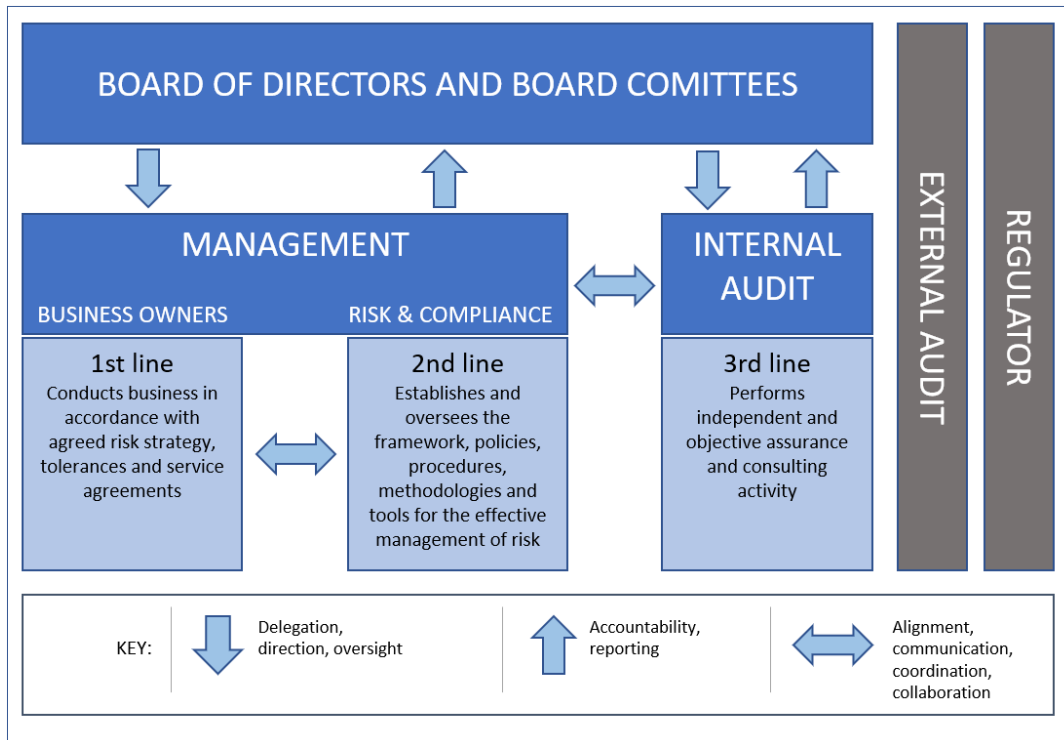 BOARD OF DIRECTORS AND BOARD COMITTEES
MANAGEMENT
BUSINESS OWNERS
RISK & COMPLIANCE
INTERNAL
AUDIT
1st line
Conducts business in
accordance with
agreed risk strategy,
tolerances and service
agreements
2nd line
Establishes and
oversees the
framework, policies,
procedures,
methodologies and
tools for the effective
management of risk
3rd line
Performs
independent and
objective assurance
and consulting
activity
EXTERNAL AUDIT
REGULATOR
KEY:
Delegation,
direction, oversight
Accountability,
reporting
Alignment,
communication,
coordination,
collaboration